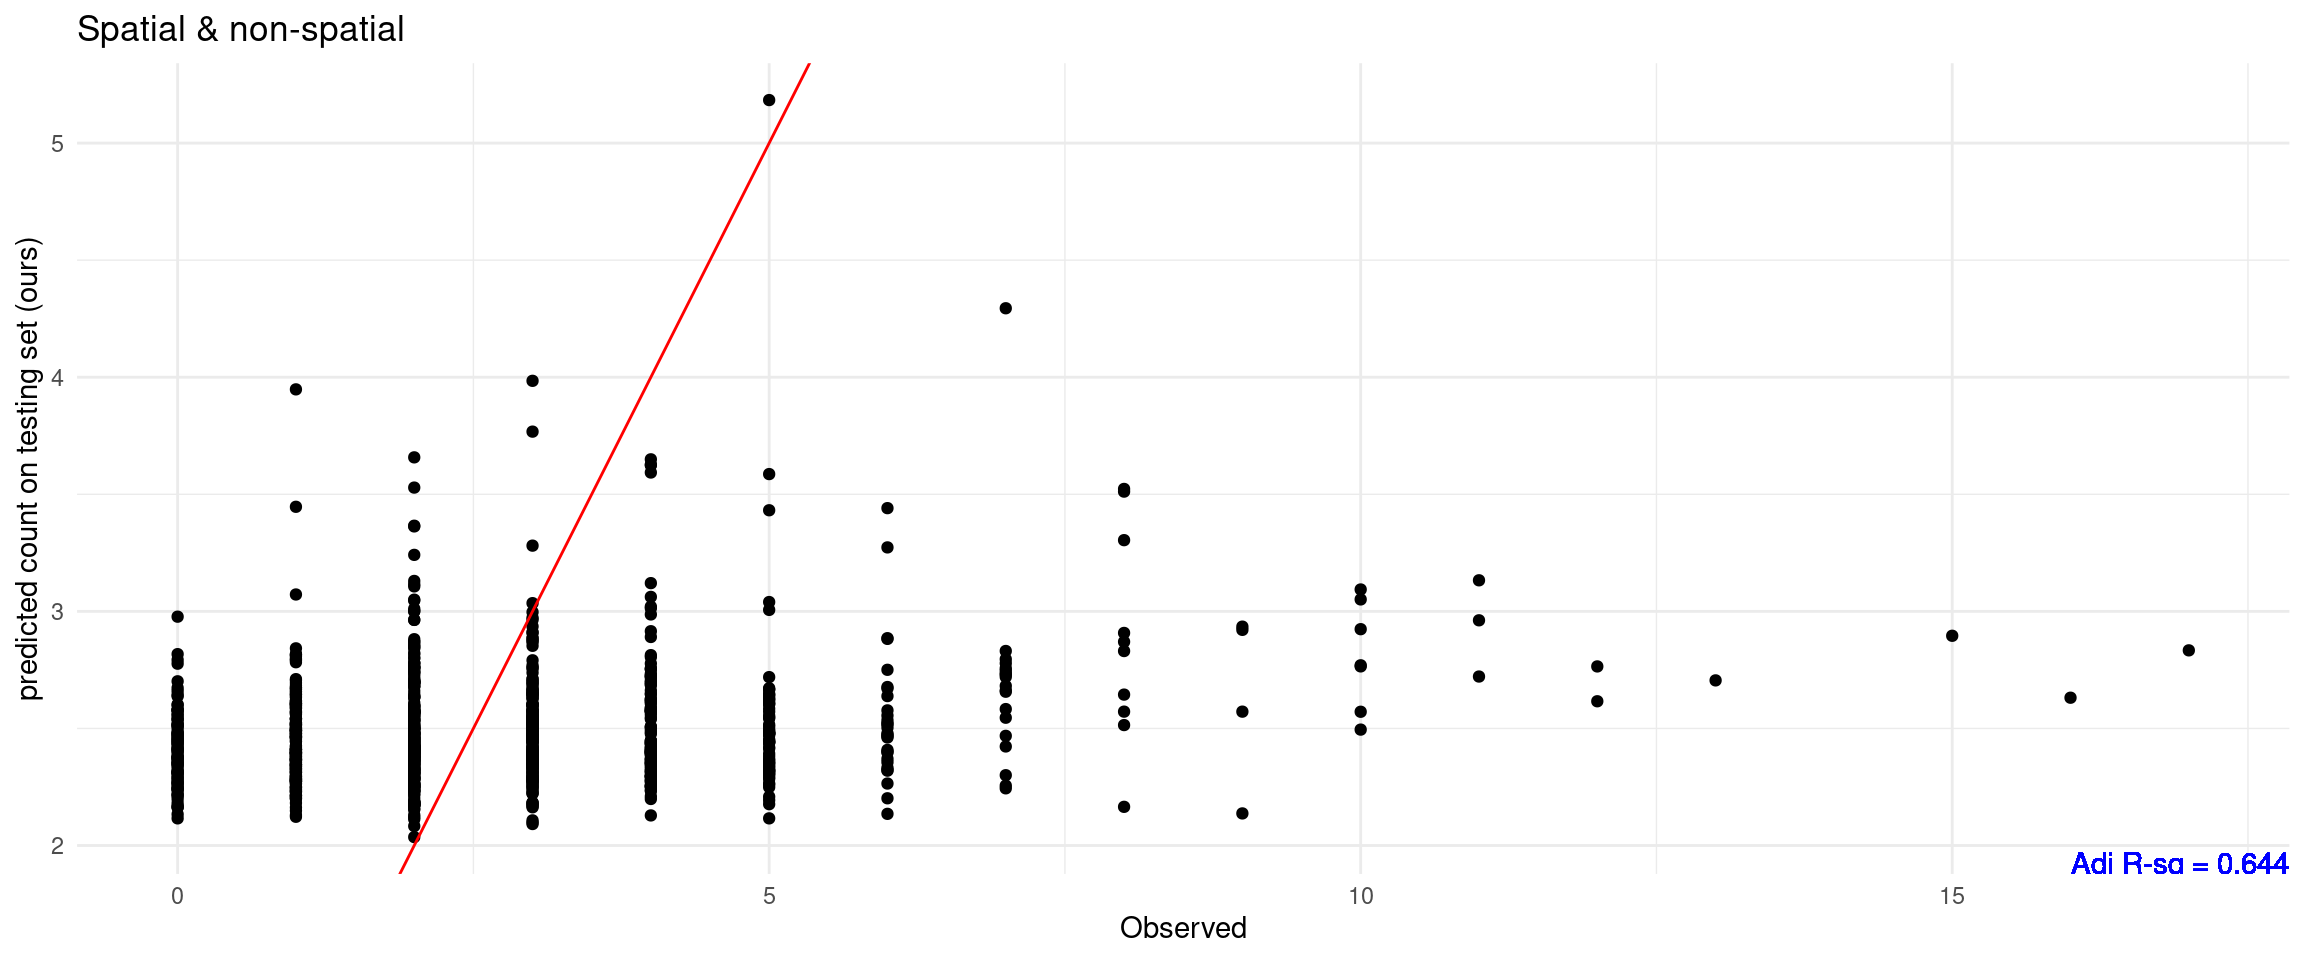 Spatial & non-spatial
predicted count on testing set (ours)
5
4
3
2
0
5
10
15
Observed
Adj R-sq = 0.644